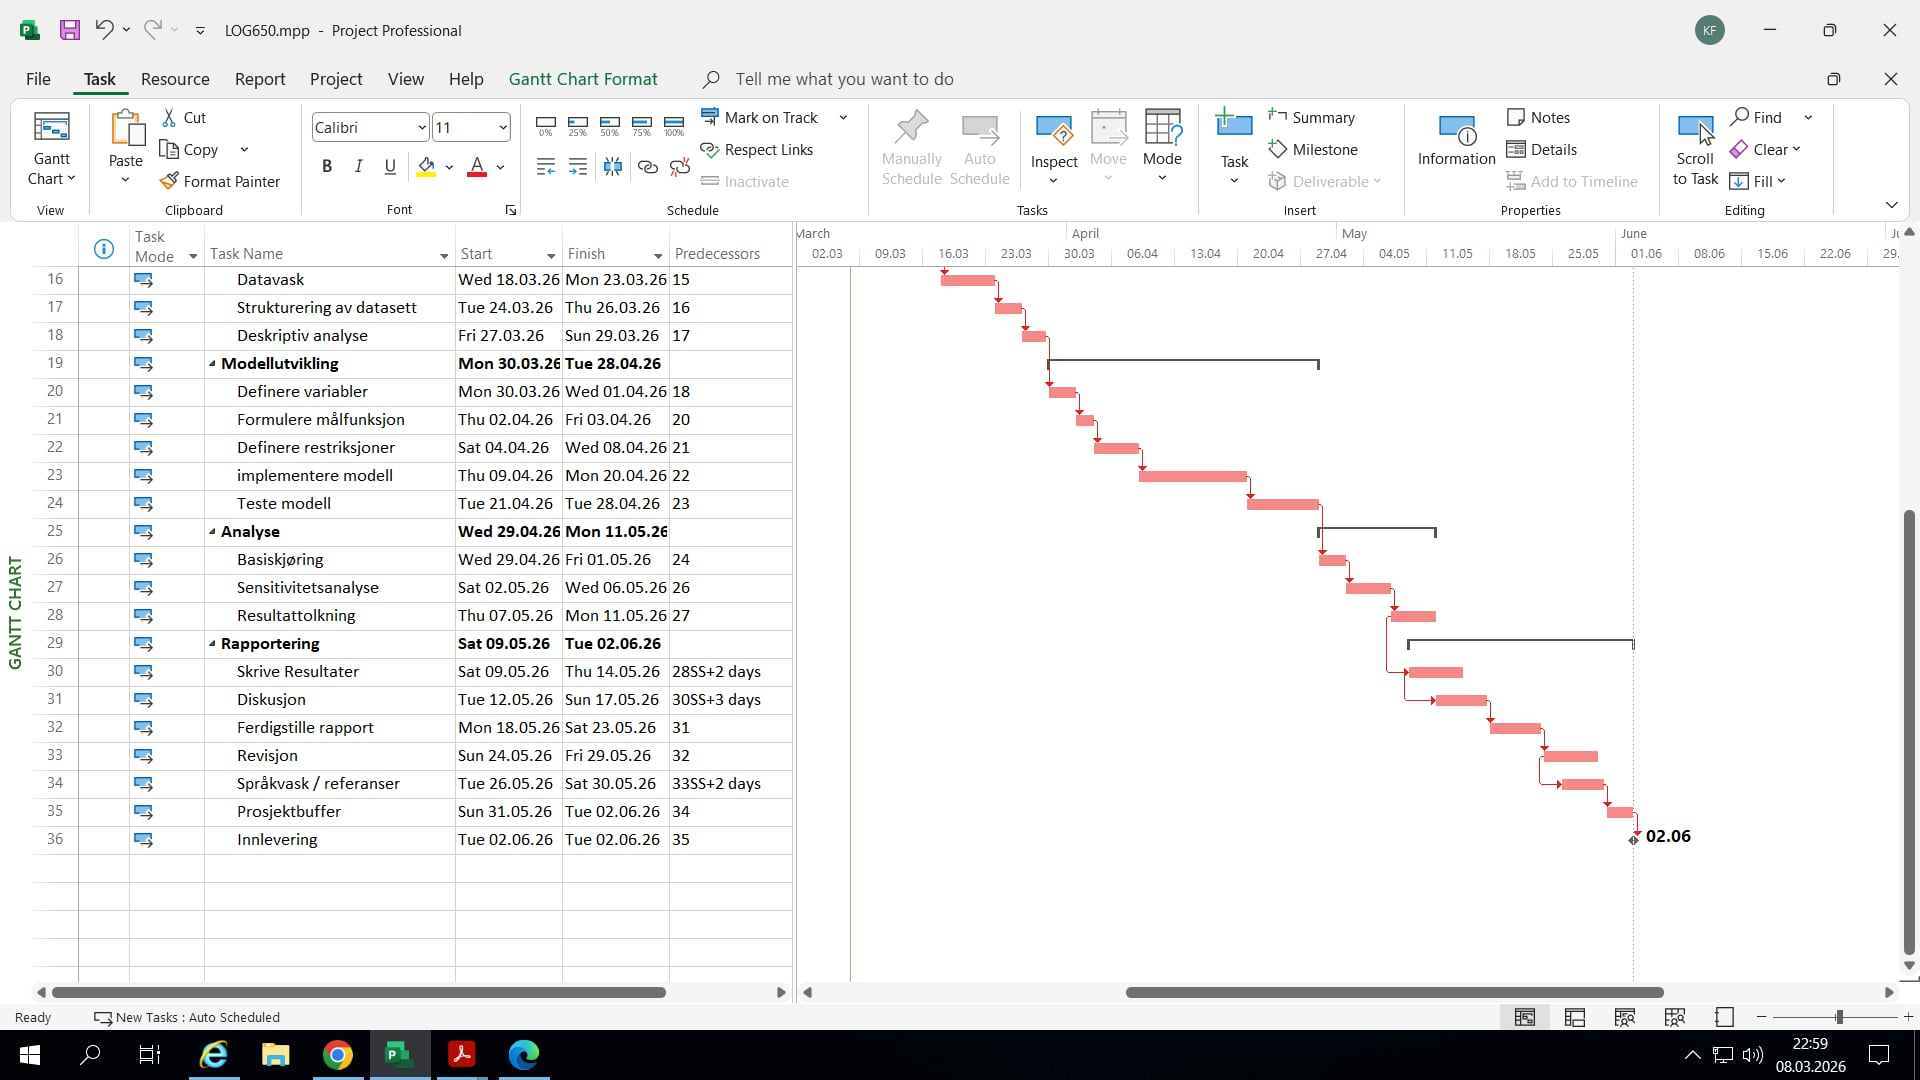 LOG650.mpp - Project Professional
KF
File Task Resource Report Project View Help Gantt Chart Format Tell me what you want to do
Gantt Chart
View
Paste
Cut
Copy
Format Painter
Clipboard
Calibri 11
B I U A
Font
0% 25% 50% 75% 100%
Mark on Track
Respect Links
Inactivate
Schedule
Manually Schedule
Auto Schedule
Inspect
Move
Mode
Tasks
Task
Summary
Milestone
Deliverable
Insert
Information
Notes
Details
Add to Timeline
Properties
Scroll to Task
Find
Clear
Fill
Editing
Task Mode Task Name Start Finish Predecessors
March April May June
02.03 09.03 16.03 23.03 30.03 06.04 13.04 20.04 27.04 04.05 11.05 18.05 25.05 01.06 08.06 15.06 22.06 29.
16 Datavask Wed 18.03.26 Mon 23.03.26 15
17 Strukturering av datasett Tue 24.03.26 Thu 26.03.26 16
18 Deskriptiv analyse Fri 27.03.26 Sun 29.03.26 17
19 Modellutvikling Mon 30.03.26 Tue 28.04.26
20 Definere variabler Mon 30.03.26 Wed 01.04.26 18
21 Formulere målfunksjon Thu 02.04.26 Fri 03.04.26 20
22 Definere restriksjoner Sat 04.04.26 Wed 08.04.26 21
23 implementere modell Thu 09.04.26 Mon 20.04.26 22
24 Teste modell Tue 21.04.26 Tue 28.04.26 23
25 Analyse Wed 29.04.26 Mon 11.05.26
26 Basiskjøring Wed 29.04.26 Fri 01.05.26 24
27 Sensitivitetsanalyse Sat 02.05.26 Wed 06.05.26 26
28 Resultattolkning Thu 07.05.26 Mon 11.05.26 27
29 Rapportering Sat 09.05.26 Tue 02.06.26
30 Skrive Resultater Sat 09.05.26 Thu 14.05.26 28SS+2 days
31 Diskusjon Tue 12.05.26 Sun 17.05.26 30SS+3 days
32 Ferdigstille rapport Mon 18.05.26 Sat 23.05.26 31
33 Revisjon Sun 24.05.26 Fri 29.05.26 32
34 Språkvask / referanser Tue 26.05.26 Sat 30.05.26 33SS+2 days
35 Prosjektbuffer Sun 31.05.26 Tue 02.06.26 34
36 Innlevering Tue 02.06.26 Tue 02.06.26 35
02.06
GANTT CHART
Ready New Tasks : Auto Scheduled
22:59
08.03.2026